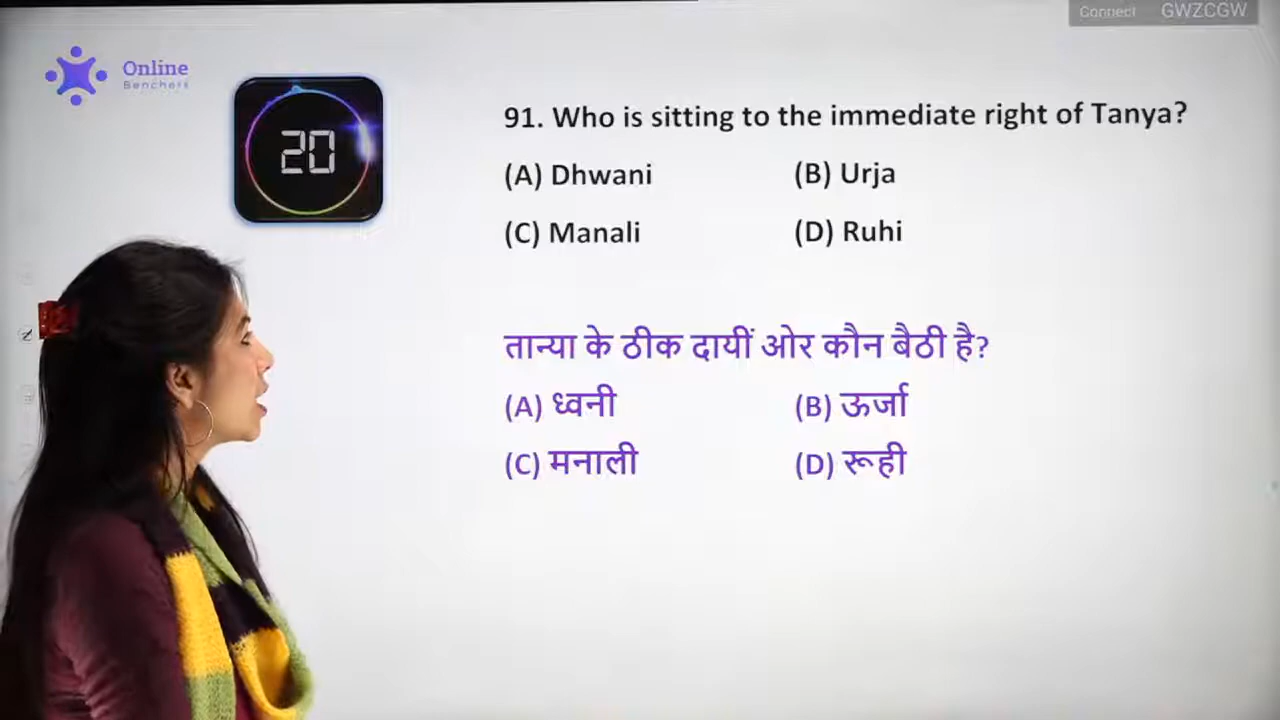 Connect GWZCGW
Online
Benchers
20
91. Who is sitting to the immediate right of Tanya?
(A) Dhwani (B) Urja
(C) Manali (D) Ruhi
तान्या के ठीक दायीं ओर कौन बैठी है?
(A) ध्वनी (B) ऊर्जा
(C) मनाली (D) रूही